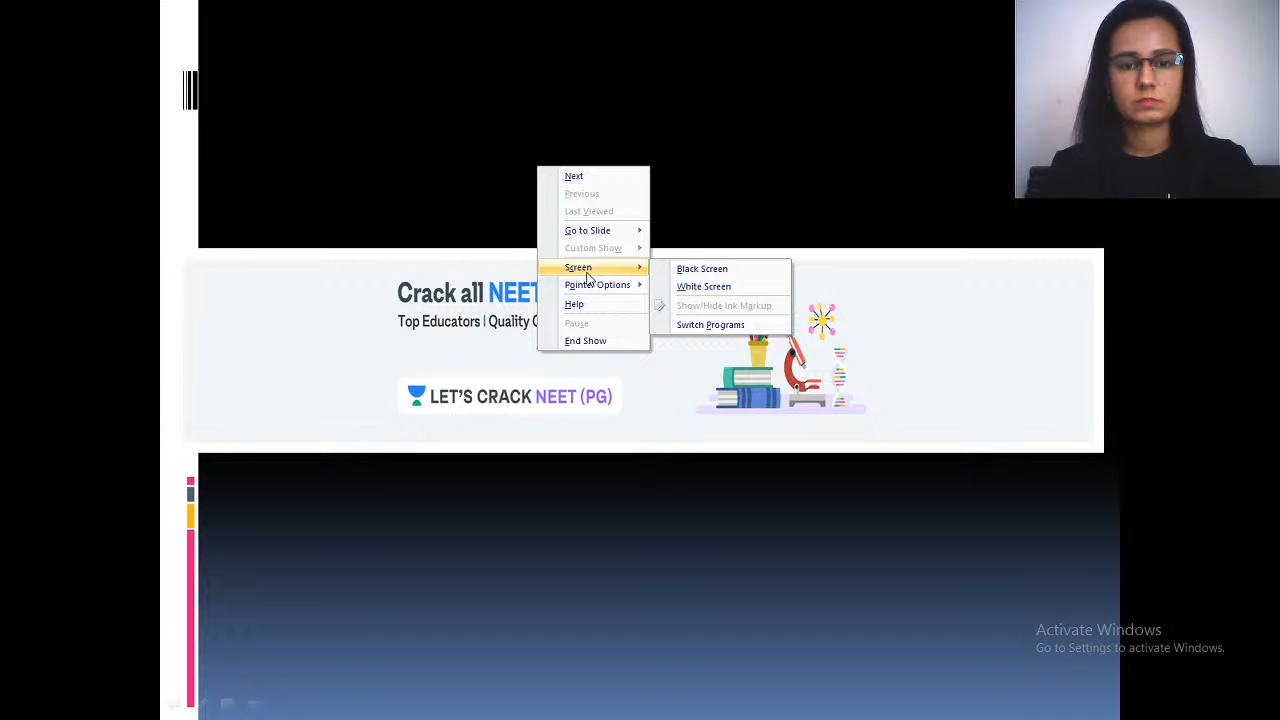 Next
Previous
Last Viewed
Go to Slide
Custom Show
Screen
Pointer Options
Help
Pause
End Show
Black Screen
White Screen
Show/Hide Ink Markup
Switch Programs
Crack all NEET
Top Educators | Quality
LET'S CRACK NEET (PG)
Activate Windows
Go to Settings to activate Windows.